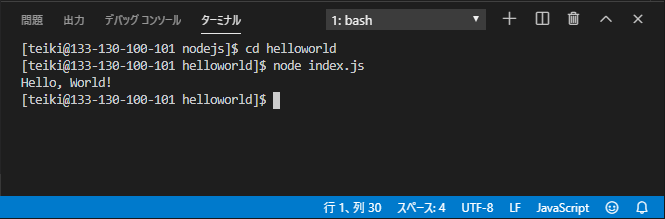 問題 出力 デバッグ コンソール ターミナル 1: bash
[teiki@133-130-100-101 nodejs]$ cd helloworld
[teiki@133-130-100-101 helloworld]$ node index.js
Hello, World!
[teiki@133-130-100-101 helloworld]$
行 1、列 30 スペース: 4 UTF-8 LF JavaScript